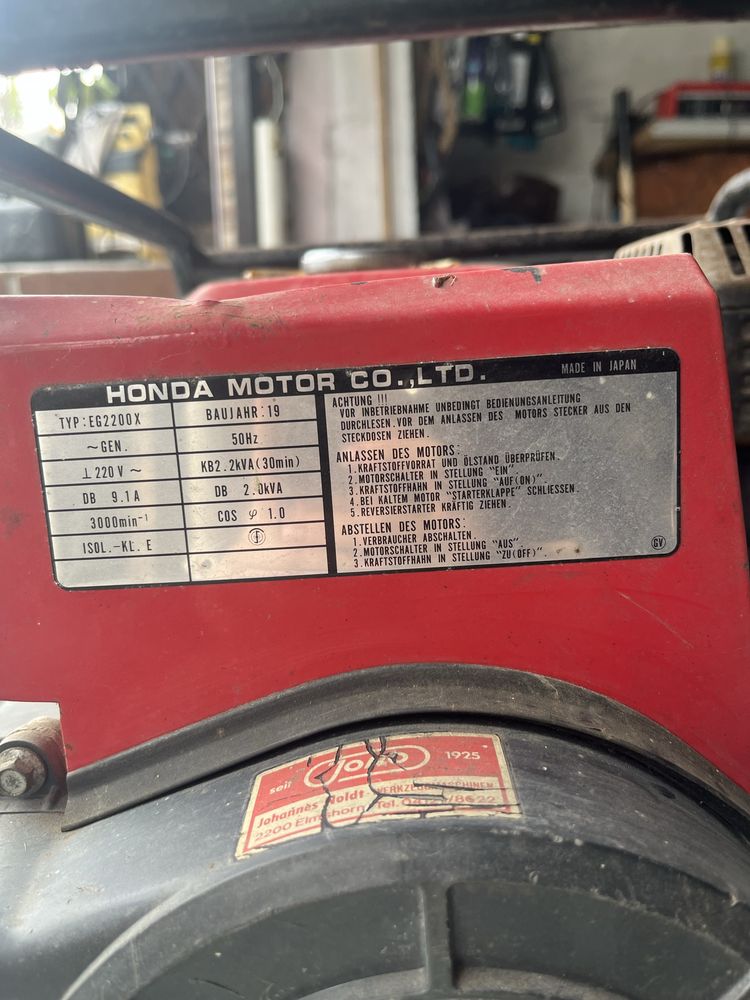 HONDA MOTOR CO.,LTD.
MADE IN JAPAN
TYP:EG2200X
BAUJAHR:19
~GEN.
50Hz
⊥220V ~
KB2.2kVA(30min)
DB 9.1A
DB 2.0kVA
3000min⁻¹
COS φ 1.0
ISOL.-KL. E
ACHTUNG !!!
VOR INBETRIEBNAHME UNBEDINGT BEDIENUNGSANLEITUNG
DURCHLESEN. VOR DEM ANLASSEN DES MOTORS STECKER AUS DEN
STECKDOSEN ZIEHEN.
ANLASSEN DES MOTORS:
1.KRAFTSTOFFVORRAT UND ÖLSTAND ÜBERPRÜFEN.
2.MOTORSCHALTER IN STELLUNG "EIN"
3.KRAFTSTOFFHAHN IN STELLUNG "AUF(ON)"
4.BEI KALTEM MOTOR "STARTERKLAPPE" SCHLIESSEN.
5.REVERSIERSTARTER KRÄFTIG ZIEHEN.
ABSTELLEN DES MOTORS:
1.VERBRAUCHER ABSCHALTEN.
2.MOTORSCHALTER IN STELLUNG "AUS"
3.KRAFTSTOFFHAHN IN STELLUNG "ZU(OFF)"
GV
seit 1925
Johannes
2200 Elmshorn Tel.